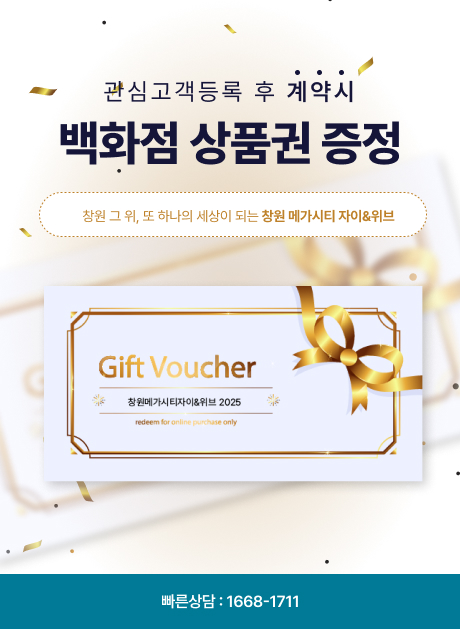 관심고객등록 후 계약시
백화점 상품권 증정
창원 그 위, 또 하나의 세상이 되는 창원 메가시티 자이&위브
Gift Voucher
창원메가시티자이&위브 2025
redeem for online purchase only
빠른상담 : 1668-1711